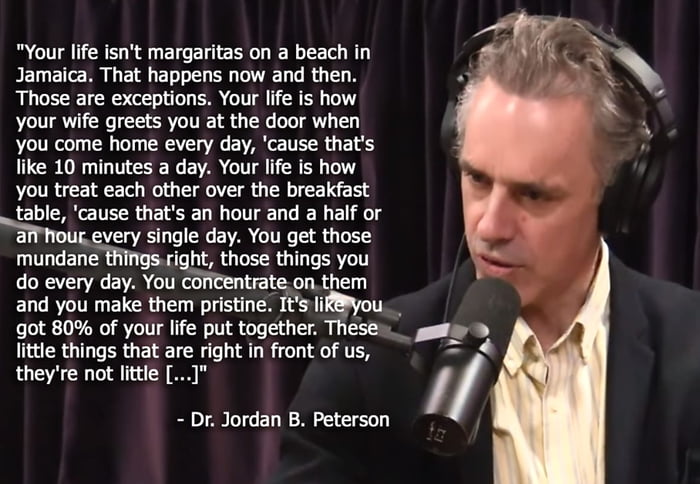 "Your life isn't margaritas on a beach in
Jamaica. That happens now and then.
Those are exceptions. Your life is how
your wife greets you at the door when
you come home every day, 'cause that's
like 10 minutes a day. Your life is how
you treat each other over the breakfast
table, 'cause that's an hour and a half or
an hour every single day. You get those
mundane things right, those things you
do every day. You concentrate on them
and you make them pristine. It's like you
got 80% of your life put together. These
little things that are right in front of us,
they're not little [...]"
- Dr. Jordan B. Peterson